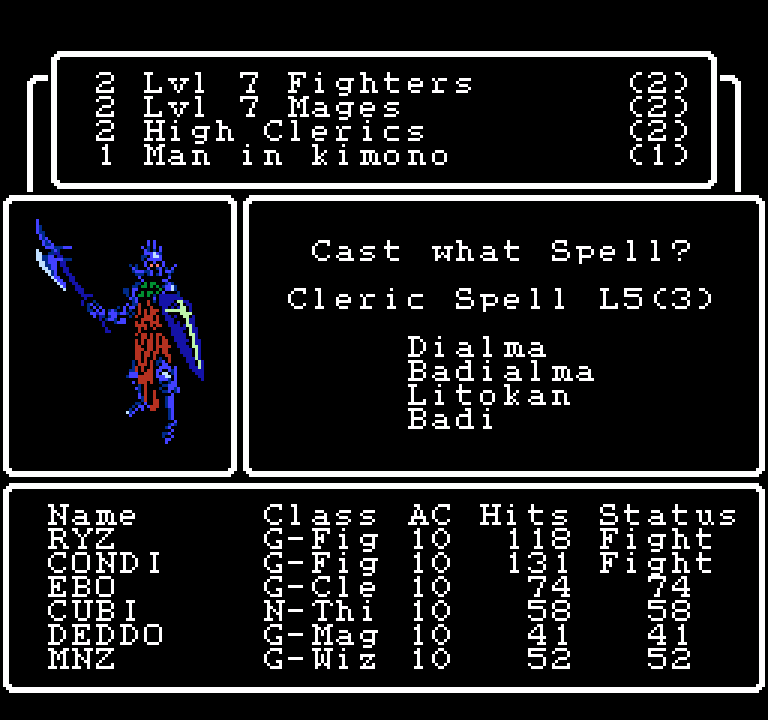 2 Lvl 7 Fighters (2)
2 Lvl 7 Mages (2)
2 High Clerics (2)
1 Man in kimono (1)
Cast what Spell?
Cleric Spell L5(3)
Dialma
Badialma
Litokan
Badi
Name Class AC Hits Status
RYZ G-Fig 10 118 Fight
CONDI G-Fig 10 131 Fight
EBO G-Cle 10 74 74
CUBI N-Thi 10 58 58
DEDDO G-Mag 10 41 41
MNZ G-Wiz 10 52 52